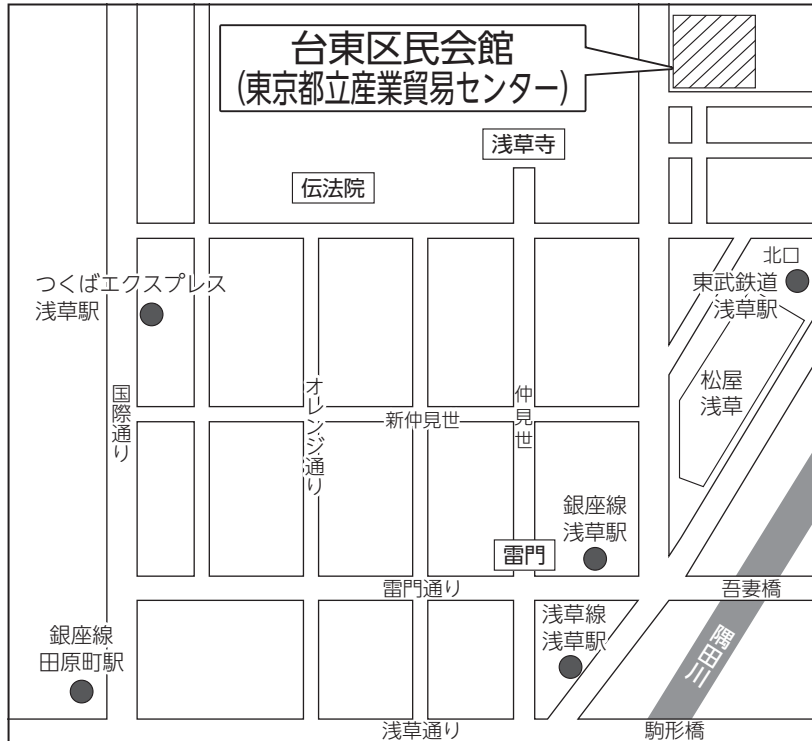 台東区民会館
(東京都立産業貿易センター)
浅草寺
伝法院
北口
東武鉄道
浅草駅
つくばエクスプレス
浅草駅
松屋
浅草
国際通り
オレンジ通り
新仲見世
仲見世
銀座線
浅草駅
雷門
雷門通り
吾妻橋
浅草線
浅草駅
隅田川
銀座線
田原町駅
浅草通り
駒形橋